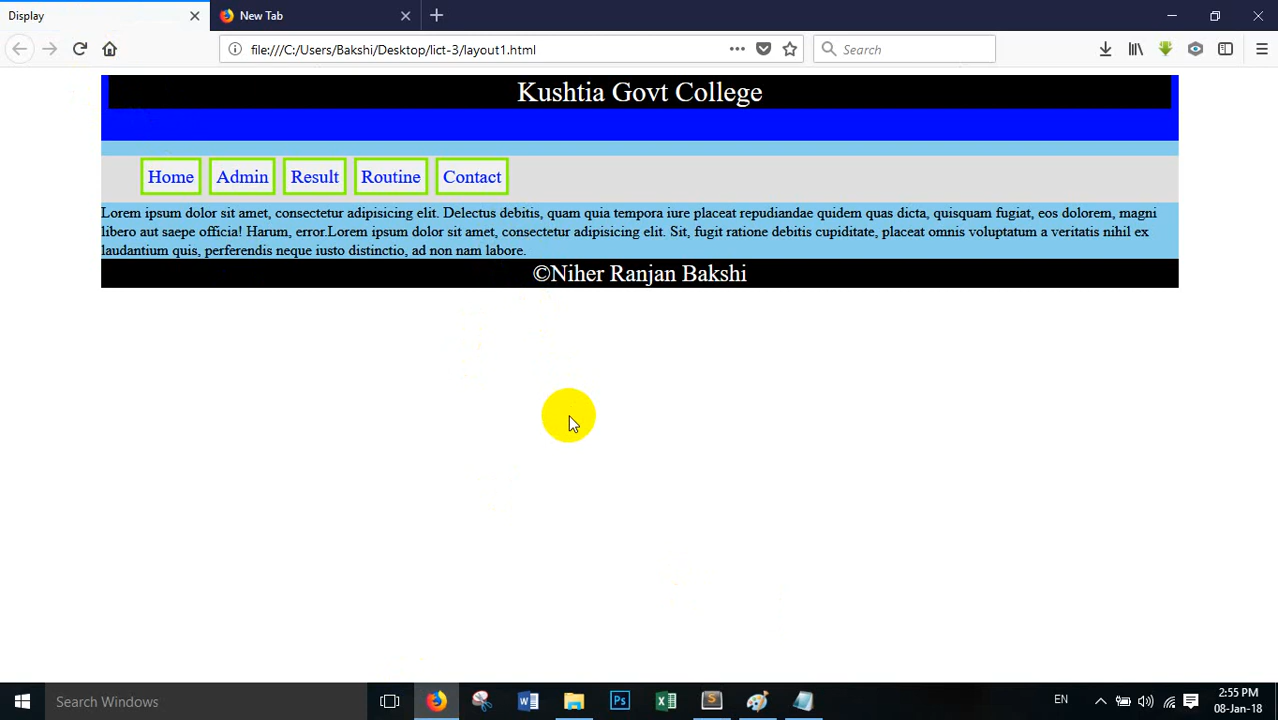 Display
New Tab
file:///C:/Users/Bakshi/Desktop/lict-3/layout1.html
Search
Kushtia Govt College
Home Admin Result Routine Contact
Lorem ipsum dolor sit amet, consectetur adipisicing elit. Delectus debitis, quam quia tempora iure placeat repudiandae quidem quas dicta, quisquam fugiat, eos dolorem, magni
libero aut saepe officia! Harum, error.Lorem ipsum dolor sit amet, consectetur adipisicing elit. Sit, fugit ratione debitis cupiditate, placeat omnis voluptatum a veritatis nihil ex
laudantium quis, perferendis neque iusto distinctio, ad non nam labore.
©Niher Ranjan Bakshi
Search Windows
EN
2:55 PM
08-Jan-18